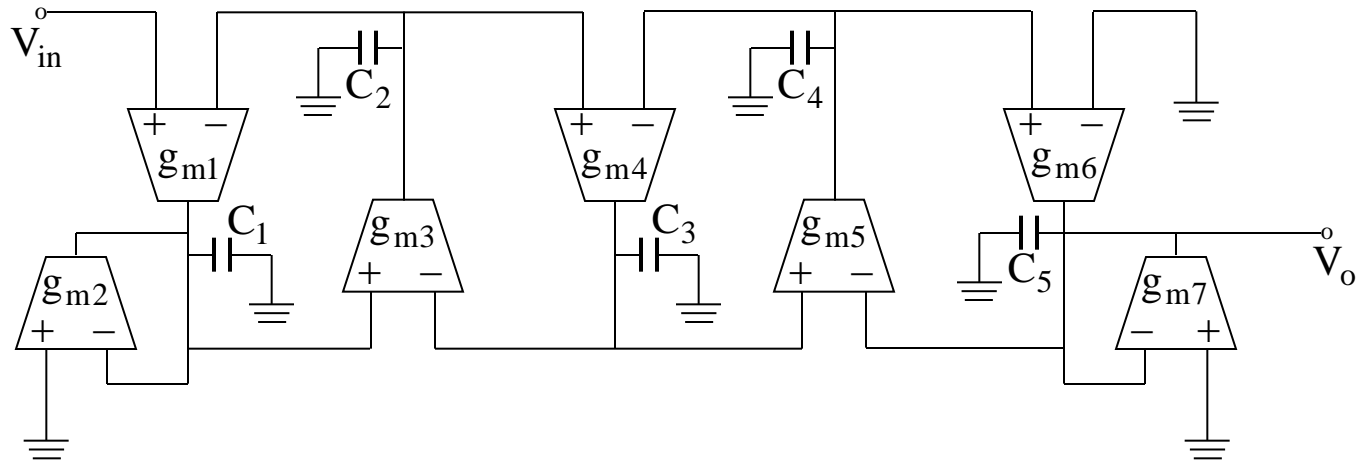 V_in
+ −
g_m1
C_1
g_m2
+ −
C_2
g_m3
+ −
+ −
g_m4
C_3
C_4
g_m5
+ −
+ −
g_m6
C_5
g_m7
− +
V_o